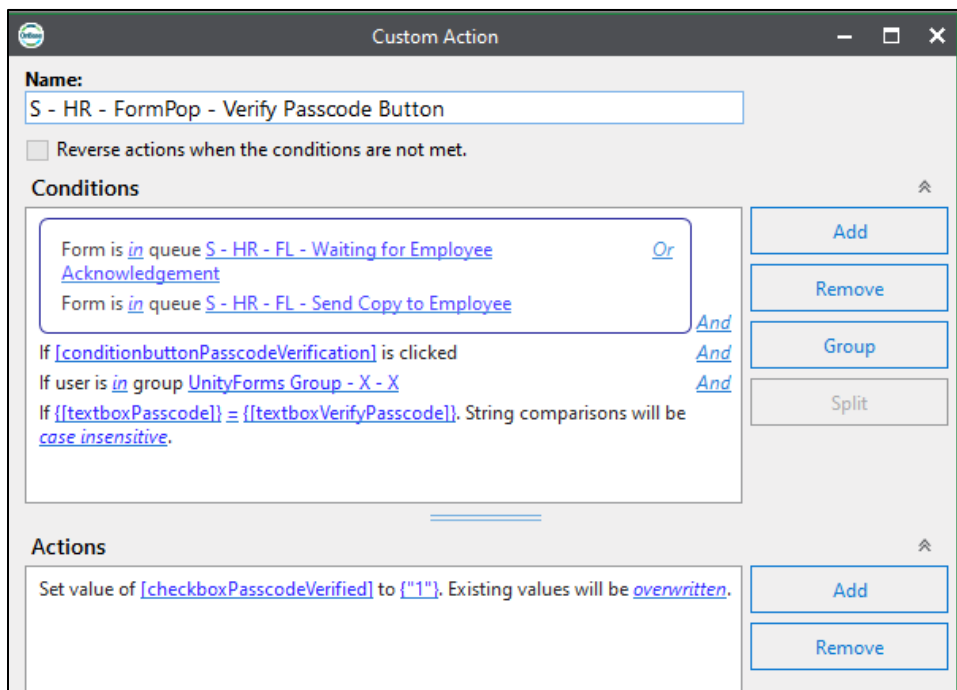 Custom Action
Name:
S - HR - FormPop - Verify Passcode Button
Reverse actions when the conditions are not met.
Conditions
Form is in queue S - HR - FL - Waiting for Employee Or
Acknowledgement
Form is in queue S - HR - FL - Send Copy to Employee
And
If [conditionbuttonPasscodeVerification] is clicked And
If user is in group UnityForms Group - X - X And
If {[textboxPasscode]} = {[textboxVerifyPasscode]}. String comparisons will be
case insensitive.
Add
Remove
Group
Split
Actions
Set value of [checkboxPasscodeVerified] to {"1"}. Existing values will be overwritten.
Add
Remove